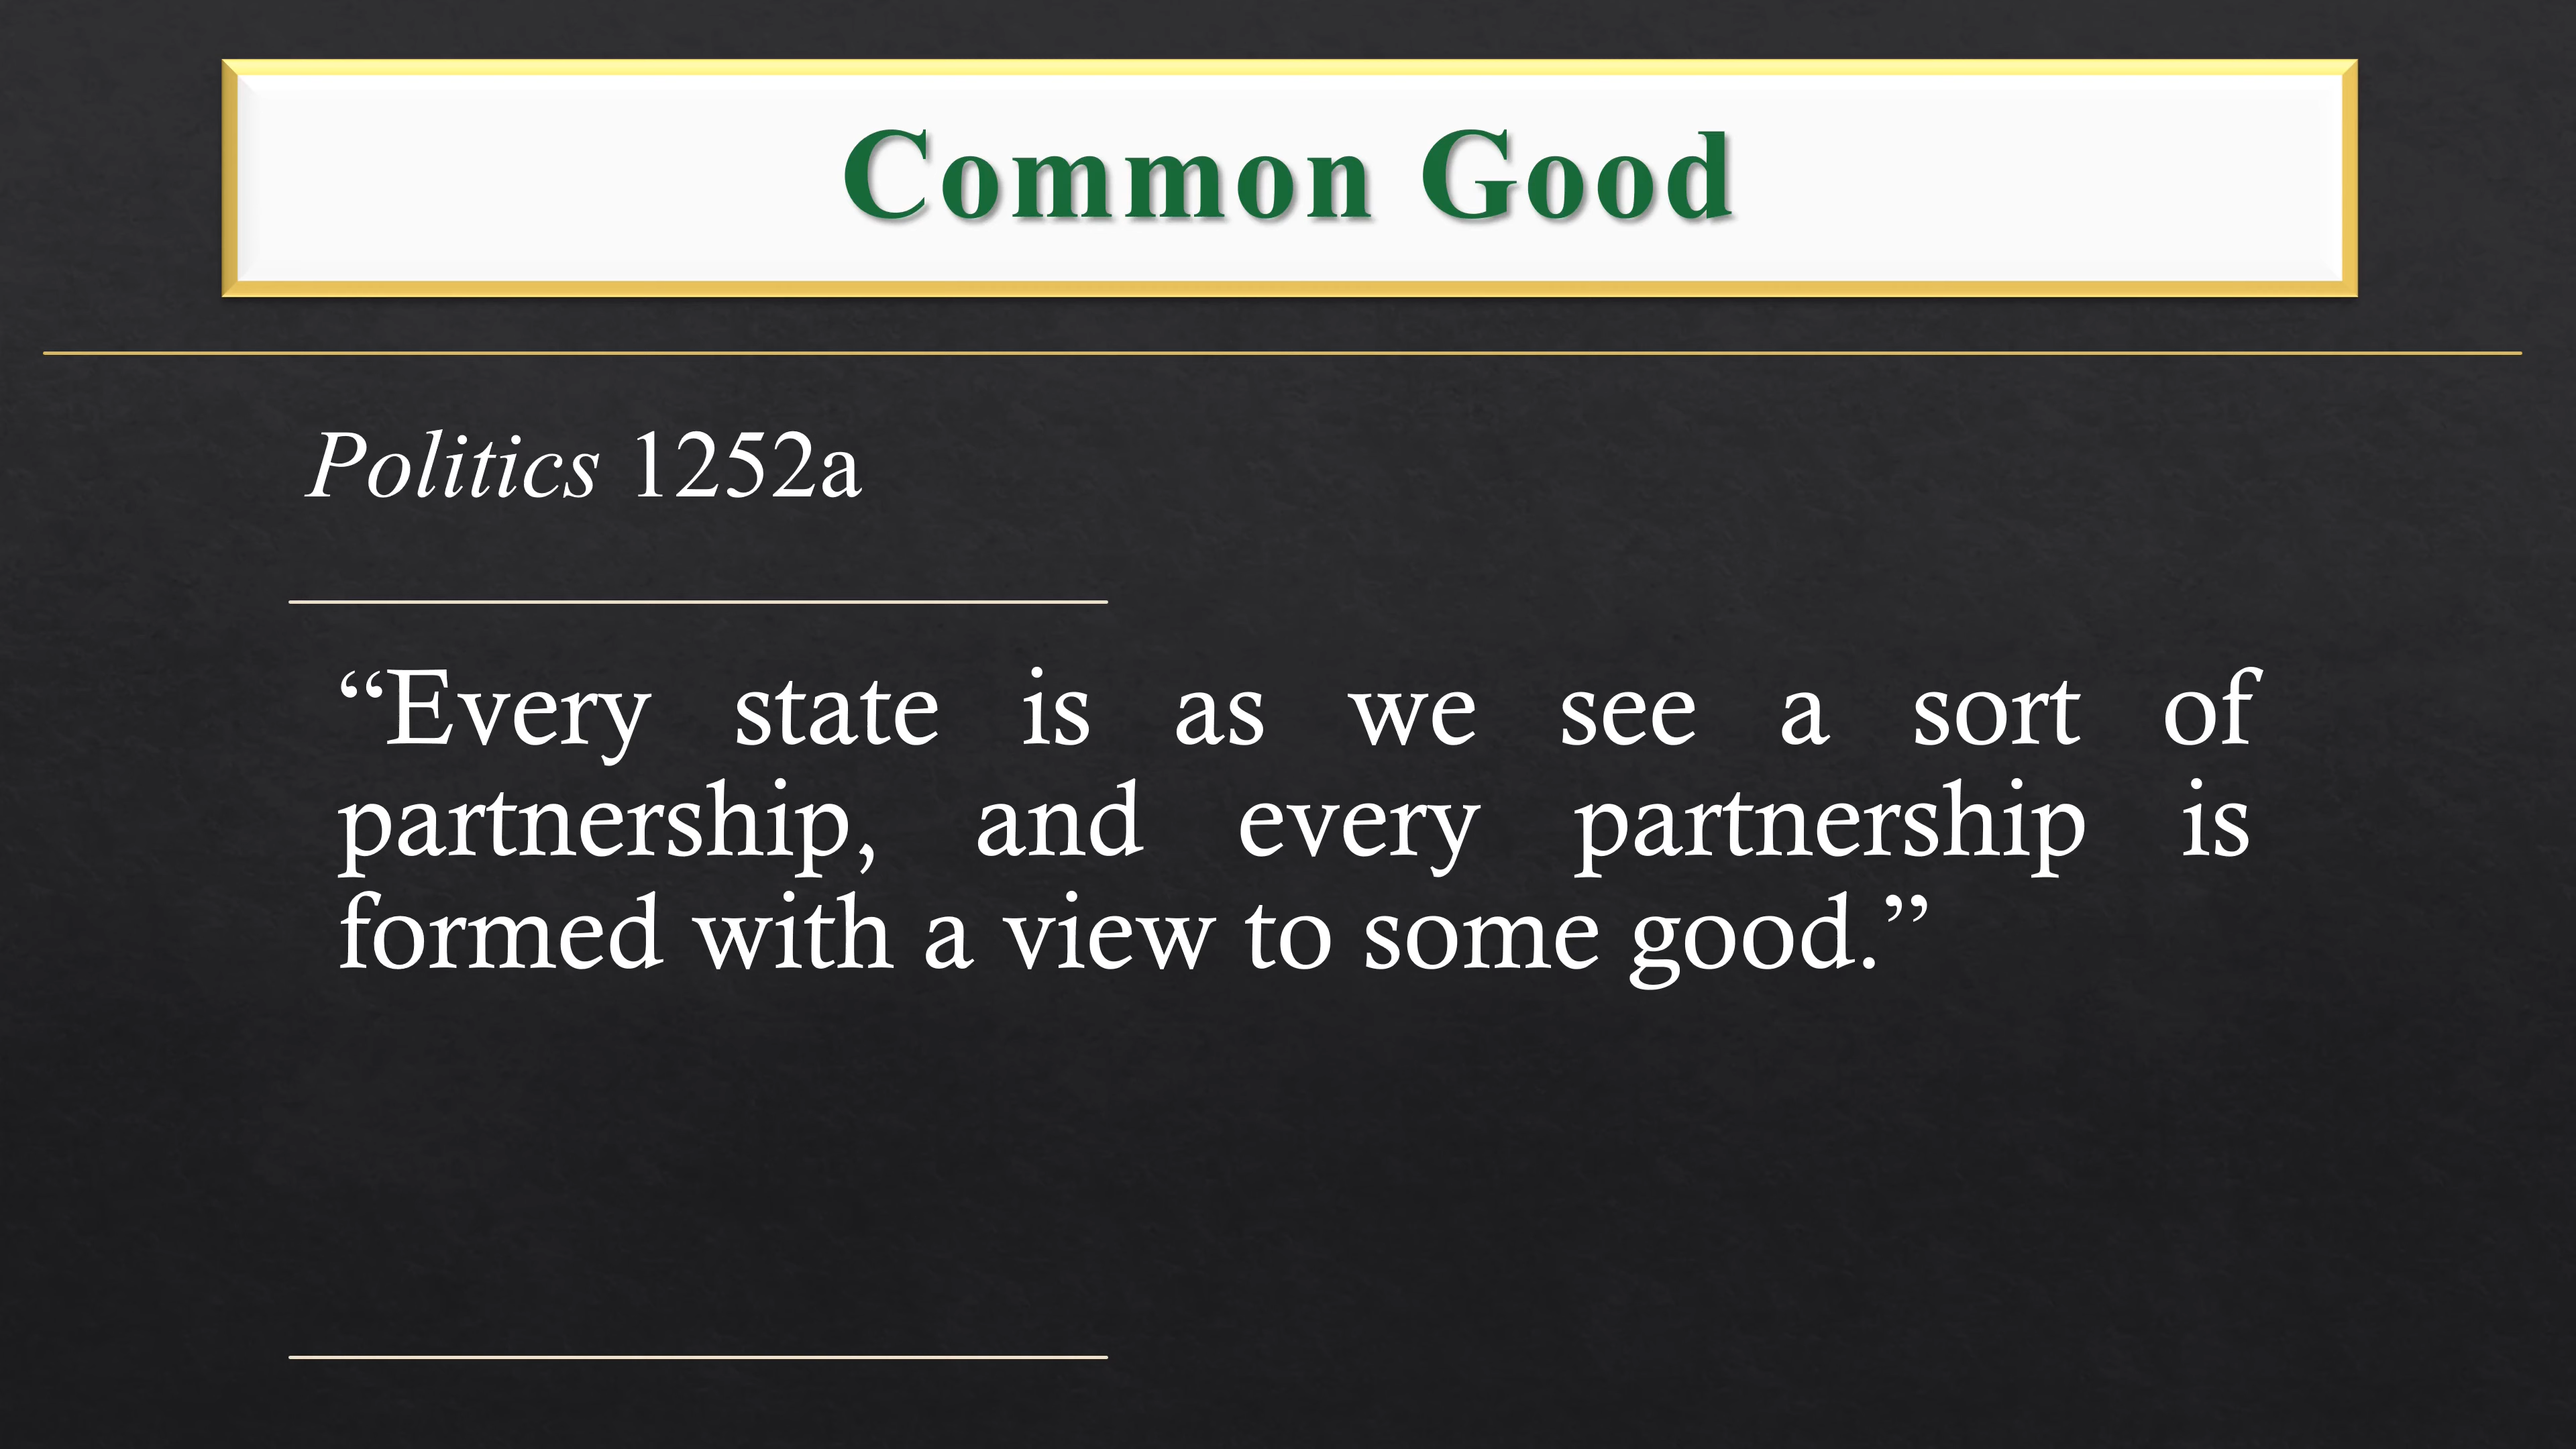 Common Good
Politics 1252a
“Every state is as we see a sort of
partnership, and every partnership is
formed with a view to some good.”